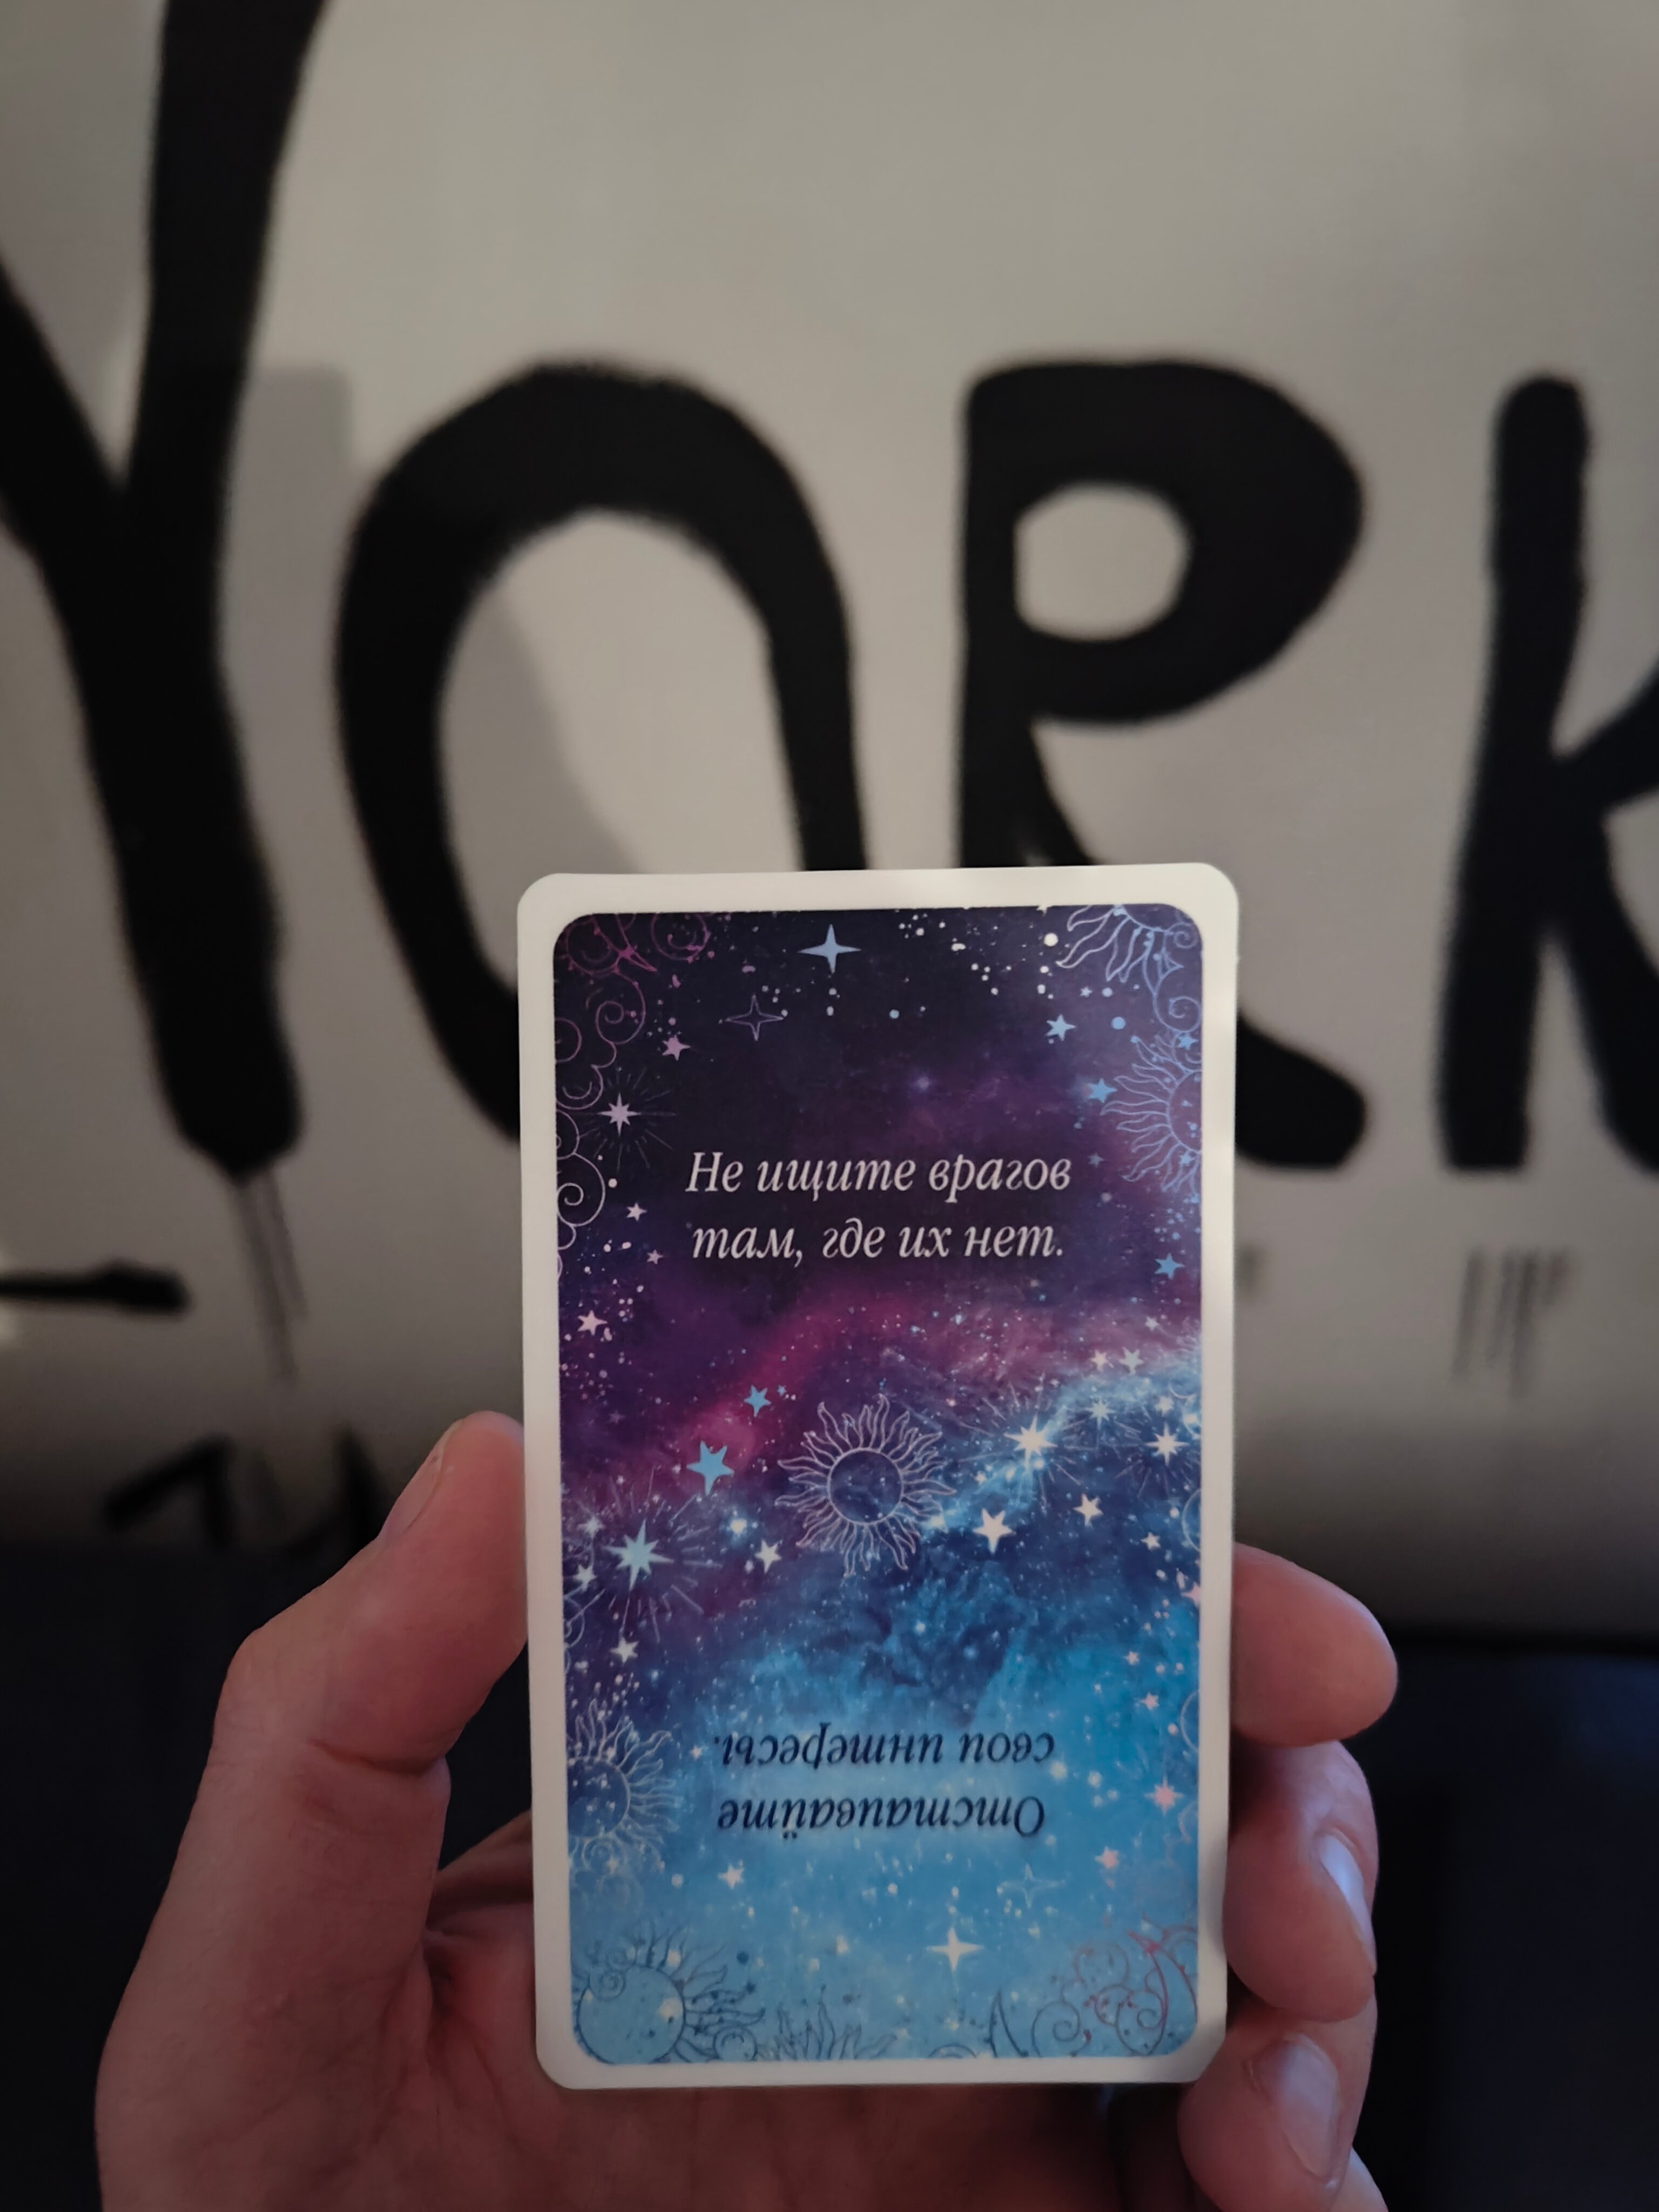 YORK
Не ищите врагов
там, где их нет.
Отстаивайте
свои интересы.